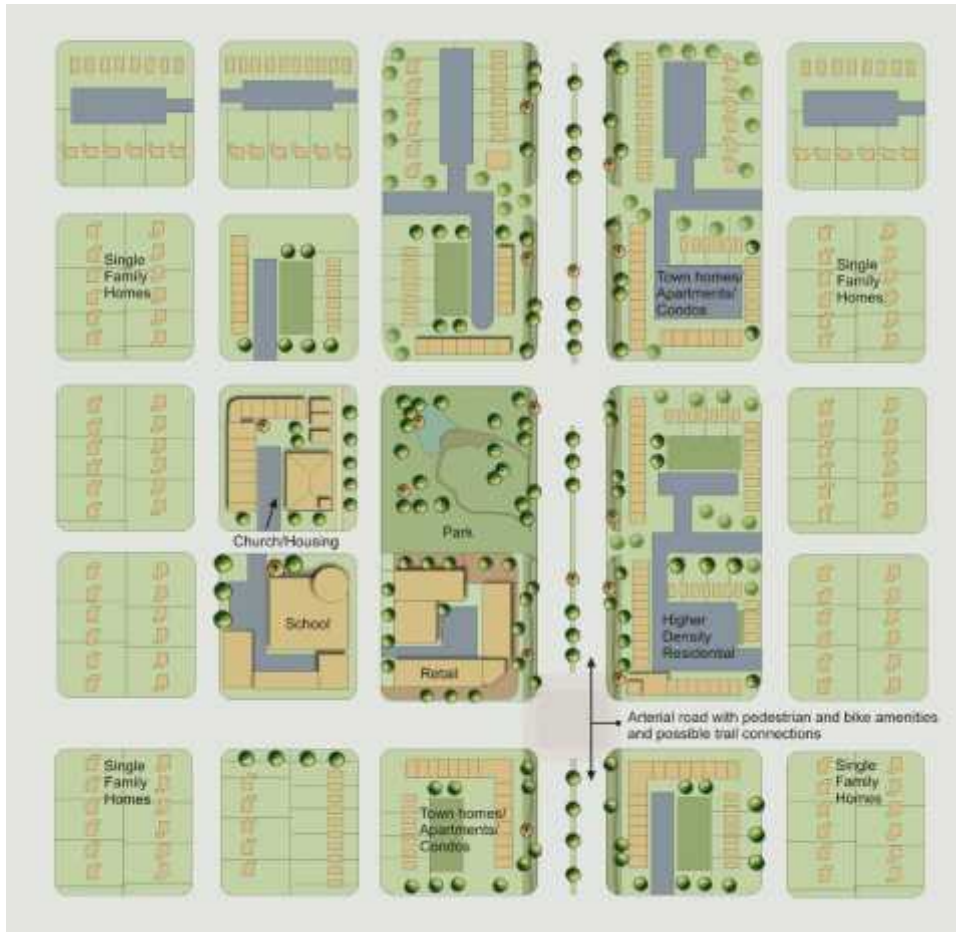 Single
Family
Homes
Town homes/
Apartments/
Condos
Single
Family
Homes
Church/Housing
Park
School
Retail
Higher
Density
Residential
Arterial road with pedestrian and bike amenities
and possible trail connections
Single
Family
Homes
Town homes/
Apartments/
Condos
Single
Family
Homes